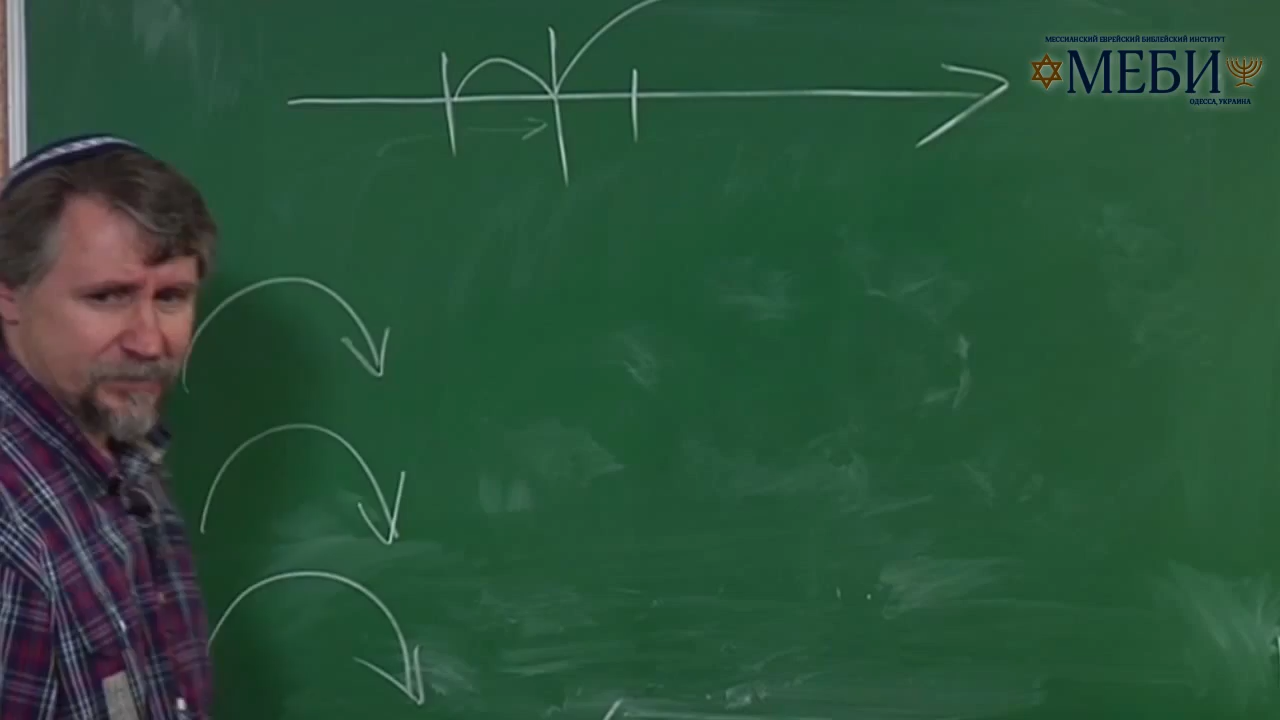 МЕССИАНСКИЙ ЕВРЕЙСКИЙ БИБЛЕЙСКИЙ ИНСТИТУТ
МЕБИ
ОДЕССА, УКРАИНА